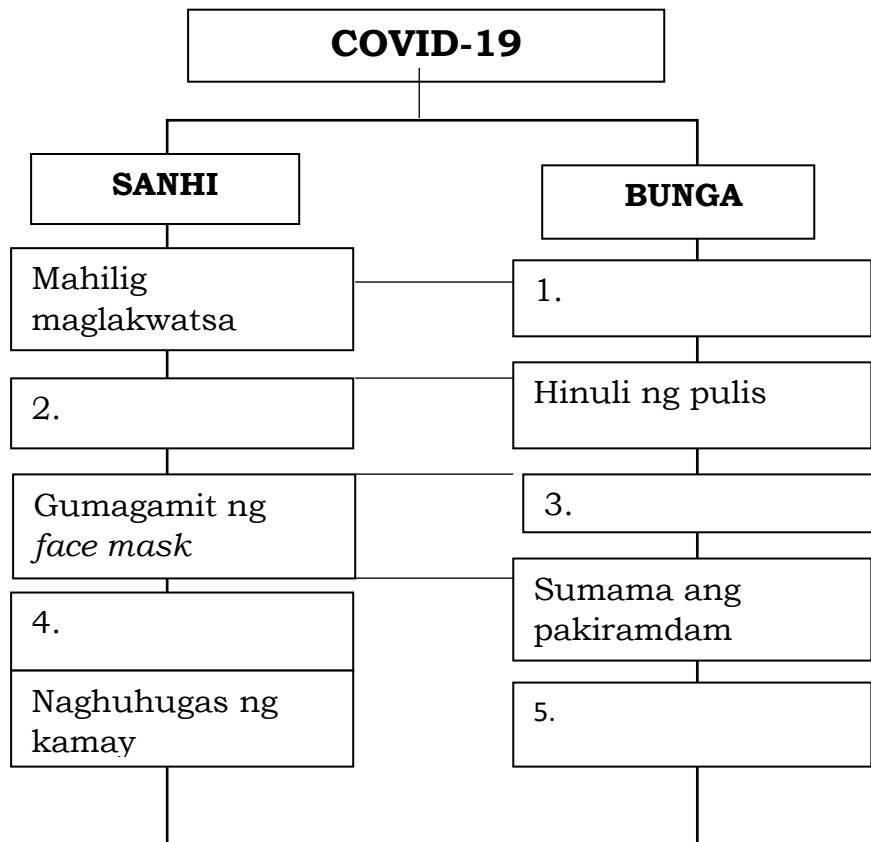 COVID-19
SANHI
BUNGA
Mahilig
maglakwatsa
1.
2.
Hinuli ng pulis
Gumagamit ng
face mask
3.
4.
Sumama ang
pakiramdam
Naghuhugas ng
kamay
5.